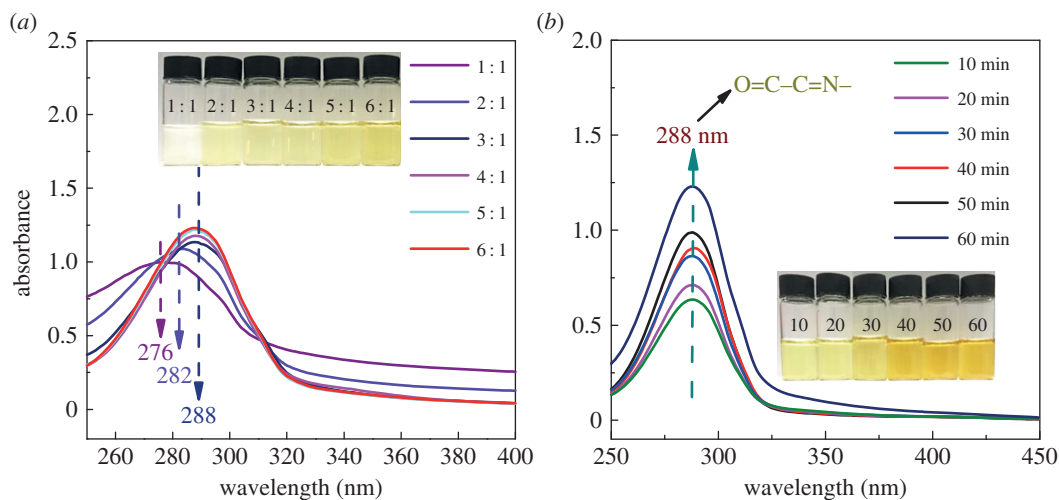 (a)
2.5
2.0
1.5
1.0
0.5
0
absorbance
1 : 1
2 : 1
3 : 1
4 : 1
5 : 1
6 : 1
1 : 1
2 : 1
3 : 1
4 : 1
5 : 1
6 : 1
276
282
288
260 280 300 320 340 360 380 400
wavelength (nm)
(b)
2.0
1.5
1.0
0.5
0
O=C–C=N–
288 nm
10 min
20 min
30 min
40 min
50 min
60 min
10 20 30 40 50 60
250 300 350 400 450
wavelength (nm)